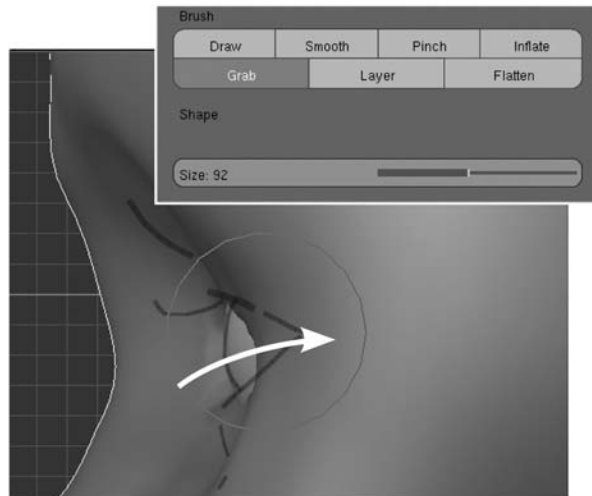 Brush
Draw Smooth Pinch Inflate
Grab Layer Flatten
Shape
Size: 92